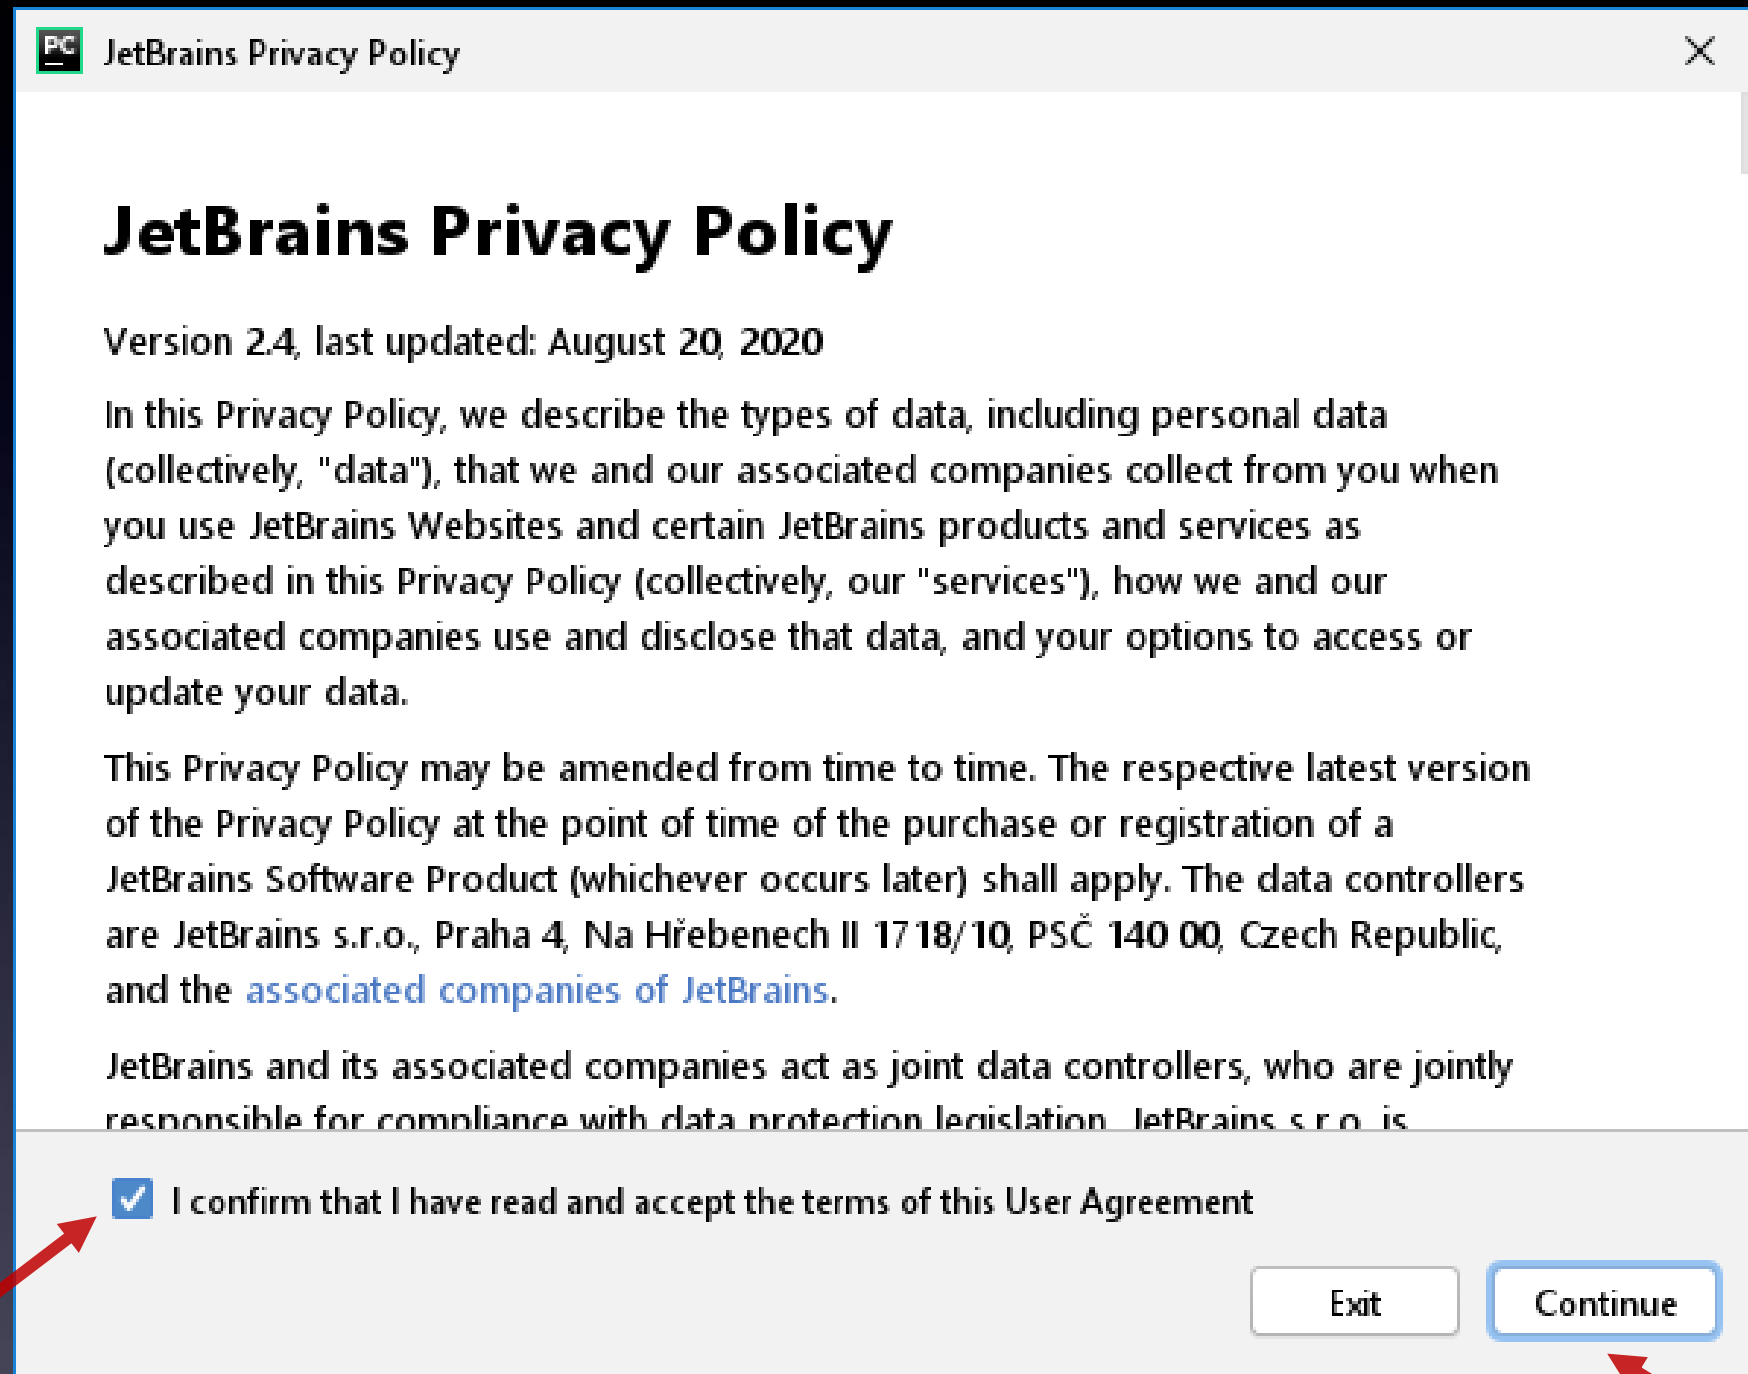 PC JetBrains Privacy Policy
JetBrains Privacy Policy
Version 2.4, last updated: August 20, 2020
In this Privacy Policy, we describe the types of data, including personal data
(collectively, "data"), that we and our associated companies collect from you when
you use JetBrains Websites and certain JetBrains products and services as
described in this Privacy Policy (collectively, our "services"), how we and our
associated companies use and disclose that data, and your options to access or
update your data.
This Privacy Policy may be amended from time to time. The respective latest version
of the Privacy Policy at the point of time of the purchase or registration of a
JetBrains Software Product (whichever occurs later) shall apply. The data controllers
are JetBrains s.r.o., Praha 4, Na Hřebenech II 1718/10, PSČ 140 00, Czech Republic,
and the associated companies of JetBrains.
JetBrains and its associated companies act as joint data controllers, who are jointly
responsible for compliance with data protection legislation. JetBrains s.r.o. is
I confirm that I have read and accept the terms of this User Agreement
Exit Continue